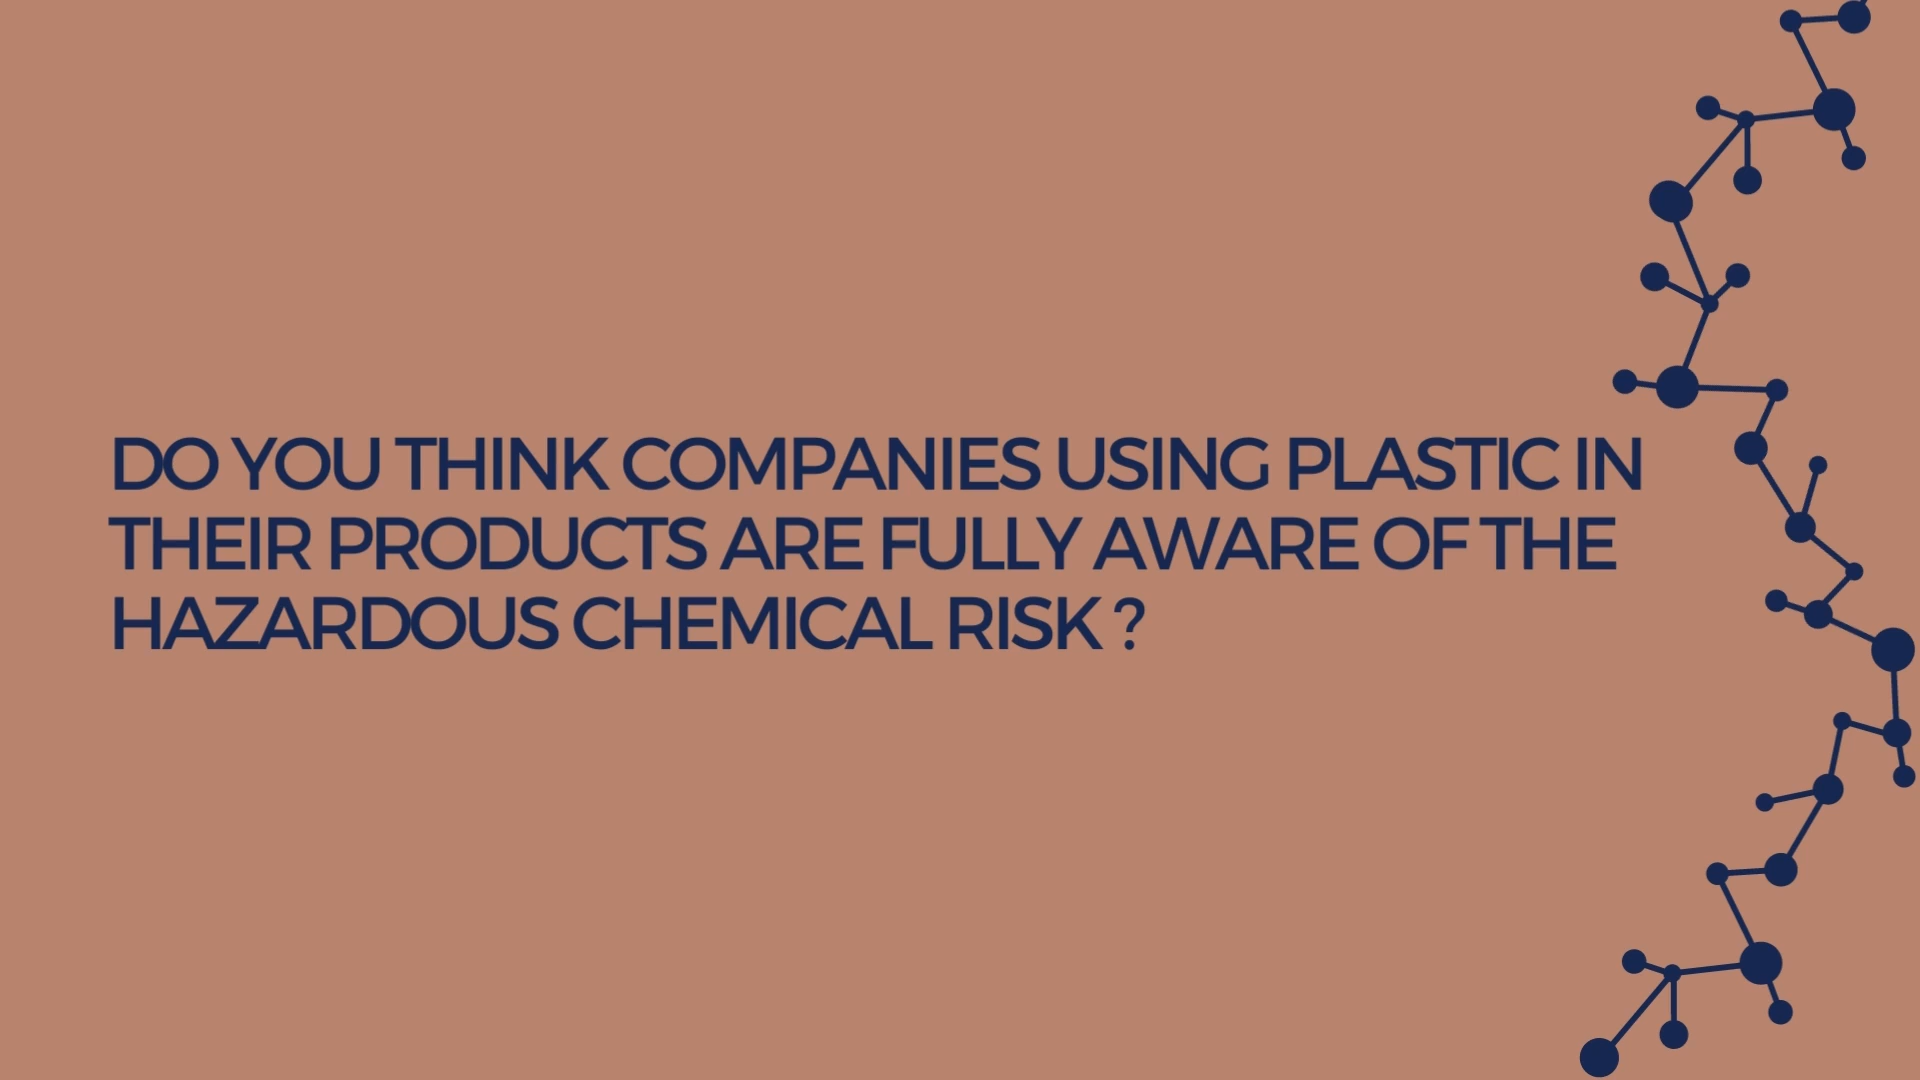 DO YOU THINK COMPANIES USING PLASTIC IN
THEIR PRODUCTS ARE FULLY AWARE OF THE
HAZARDOUS CHEMICAL RISK ?